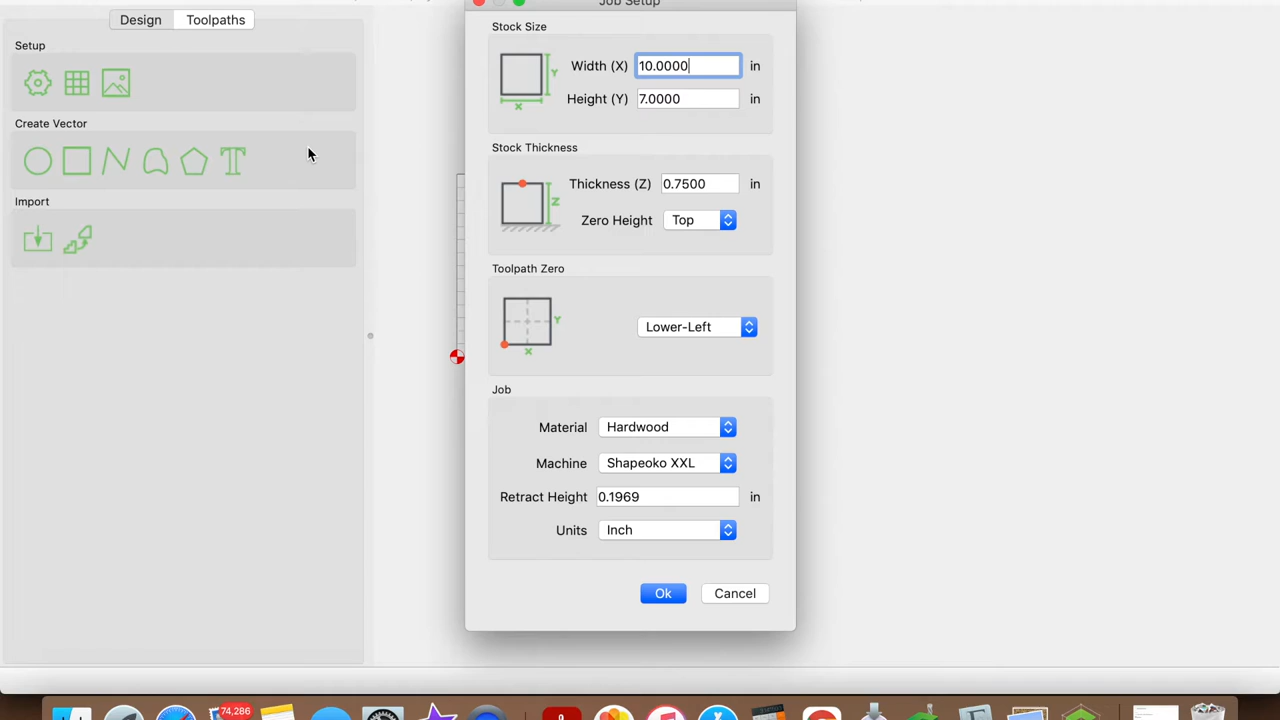 Design Toolpaths
Setup
Create Vector
Import
Job Setup
Stock Size
Width (X) 10.0000 in
Height (Y) 7.0000 in
Y
X
Stock Thickness
Thickness (Z) 0.7500 in
Zero Height Top
Z
Toolpath Zero
Lower-Left
Y
X
Job
Material Hardwood
Machine Shapeoko XXL
Retract Height 0.1969 in
Units Inch
Ok Cancel
74,286